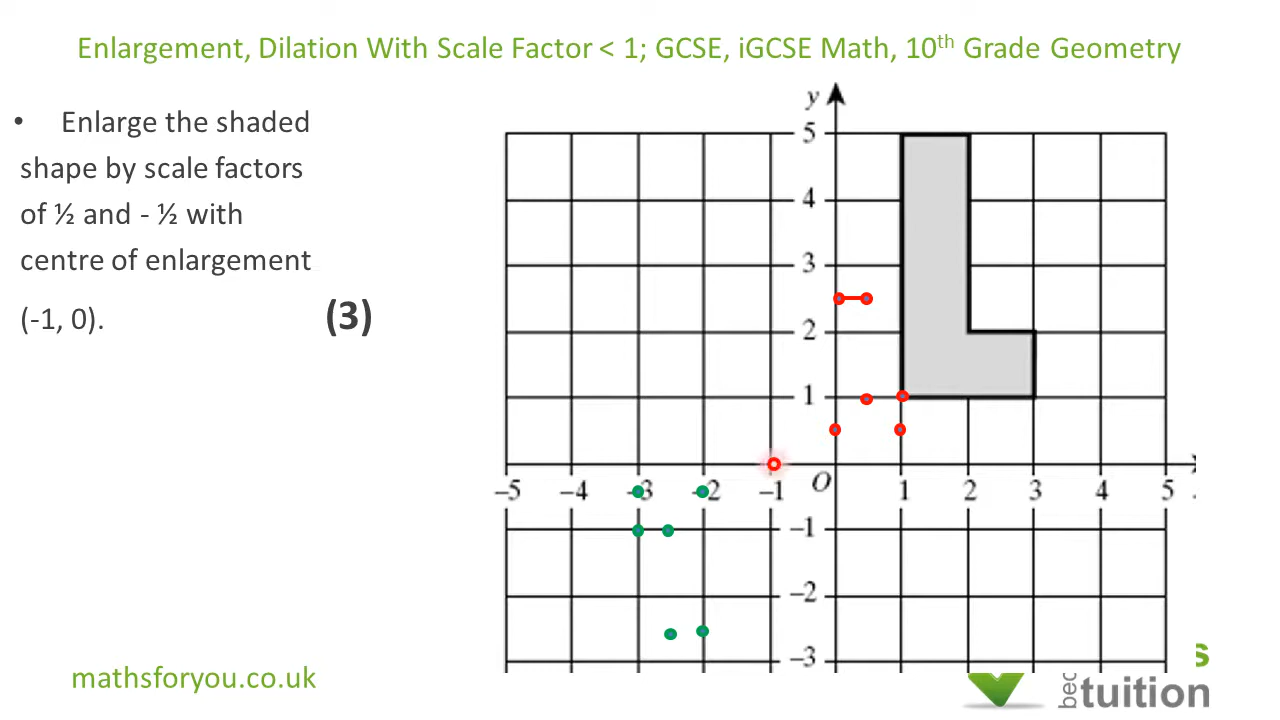 Enlargement, Dilation With Scale Factor < 1; GCSE, iGCSE Math, 10th Grade Geometry
• Enlarge the shaded
shape by scale factors
of ½ and - ½ with
centre of enlargement
(-1, 0). (3)
y
5
4
3
2
1
–5 –4 –3 –2 –1 O 1 2 3 4 5
–1
–2
–3
mathsforyou.co.uk
s
bec
tuition